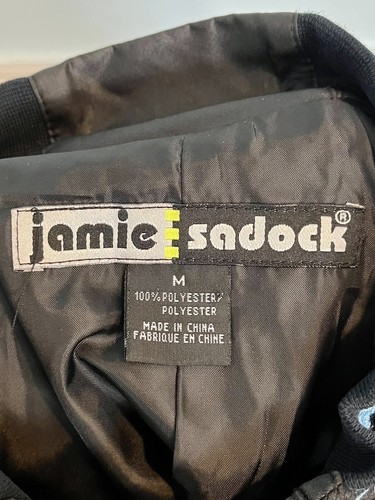 jamie sadock®
M
100% POLYESTER/
POLYESTER
MADE IN CHINA
FABRIQUE EN CHINE